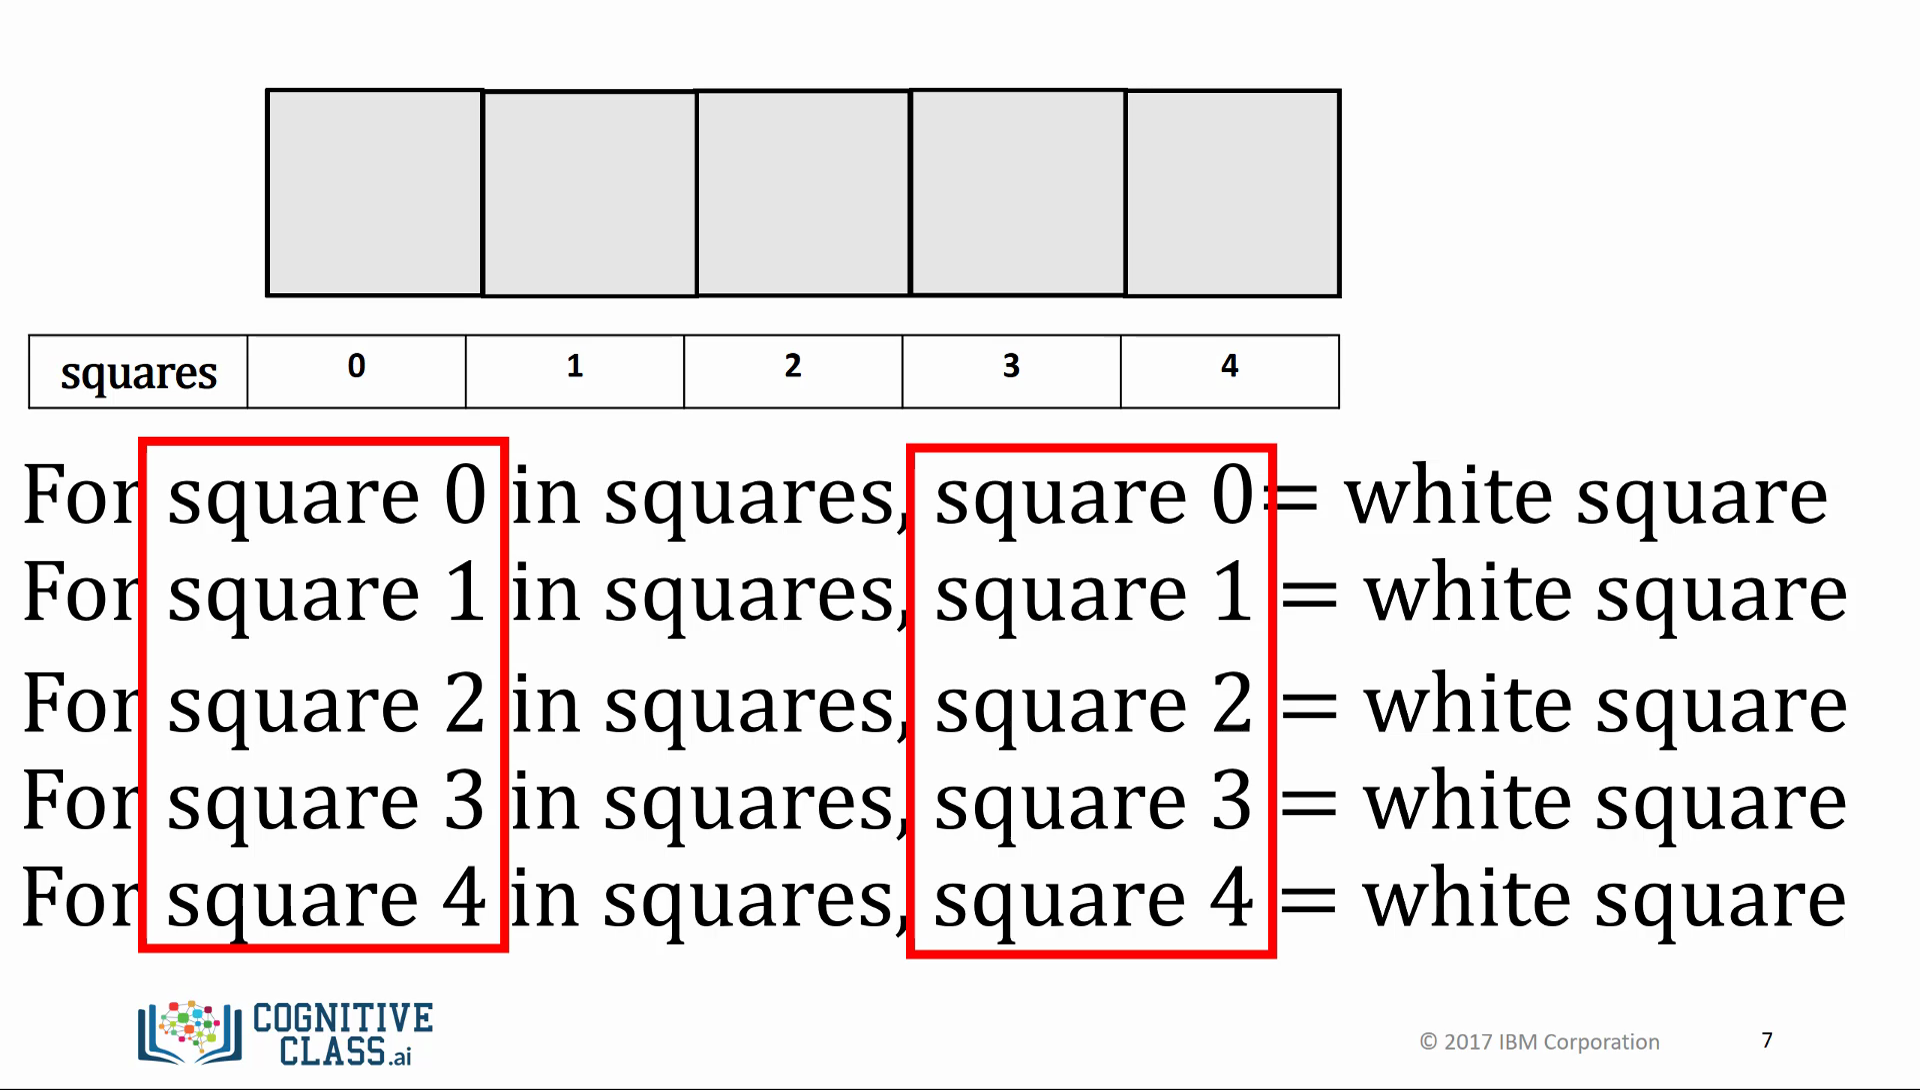 squares 0 1 2 3 4
For square 0 in squares, square 0 = white square
For square 1 in squares, square 1 = white square
For square 2 in squares, square 2 = white square
For square 3 in squares, square 3 = white square
For square 4 in squares, square 4 = white square
COGNITIVE
CLASS.ai
© 2017 IBM Corporation 7